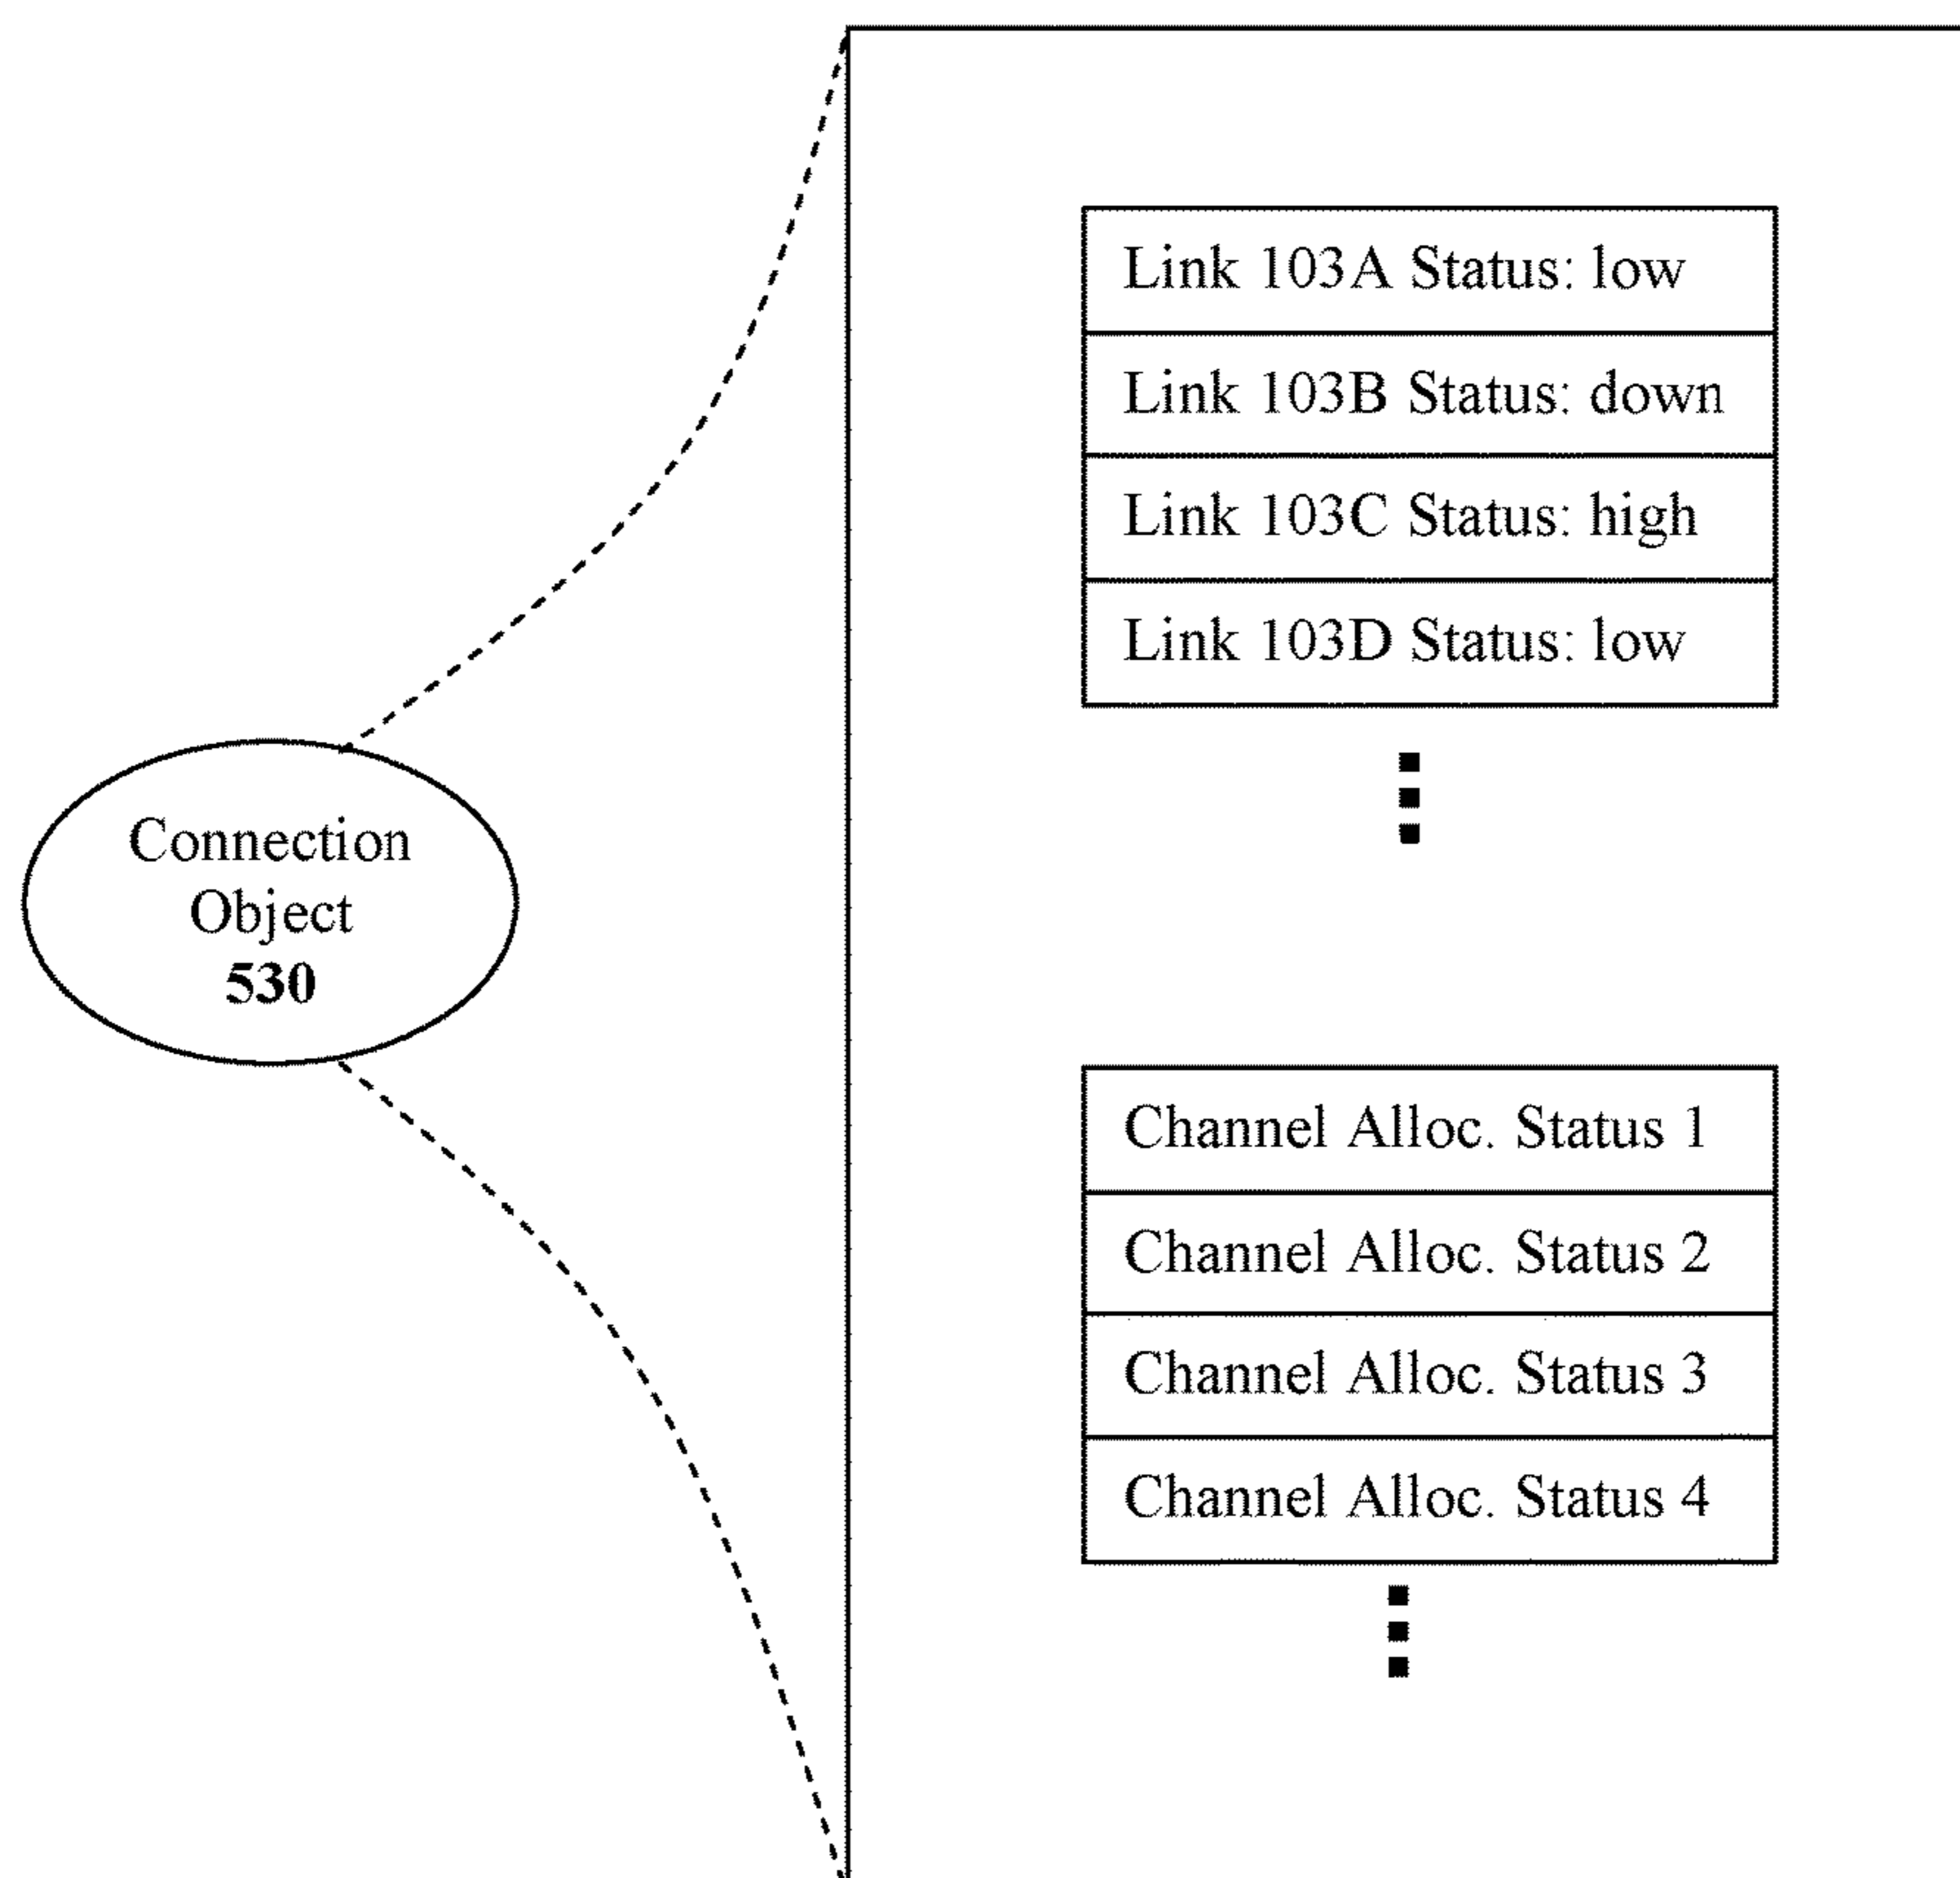 Link 103A Status: low
Link 103B Status: down
Link 103C Status: high
Link 103D Status: low
Connection
Object
530
Channel Alloc. Status 1
Channel Alloc. Status 2
Channel Alloc. Status 3
Channel Alloc. Status 4